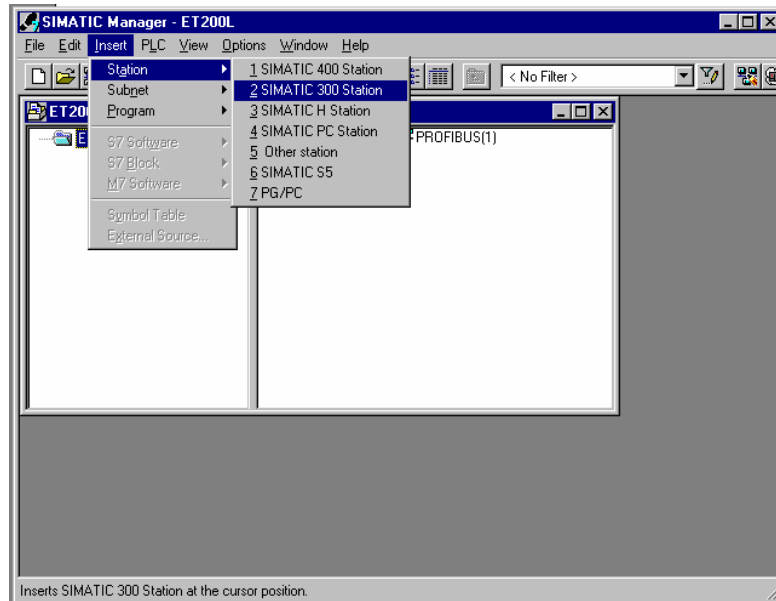 SIMATIC Manager - ET200L
File Edit Insert PLC View Options Window Help
< No Filter >
Station
Subnet
Program
S7 Software
S7 Block
M7 Software
Symbol Table
External Source...
1 SIMATIC 400 Station
2 SIMATIC 300 Station
3 SIMATIC H Station
4 SIMATIC PC Station
5 Other station
6 SIMATIC S5
7 PG/PC
ET20
E
PROFIBUS(1)
Inserts SIMATIC 300 Station at the cursor position.